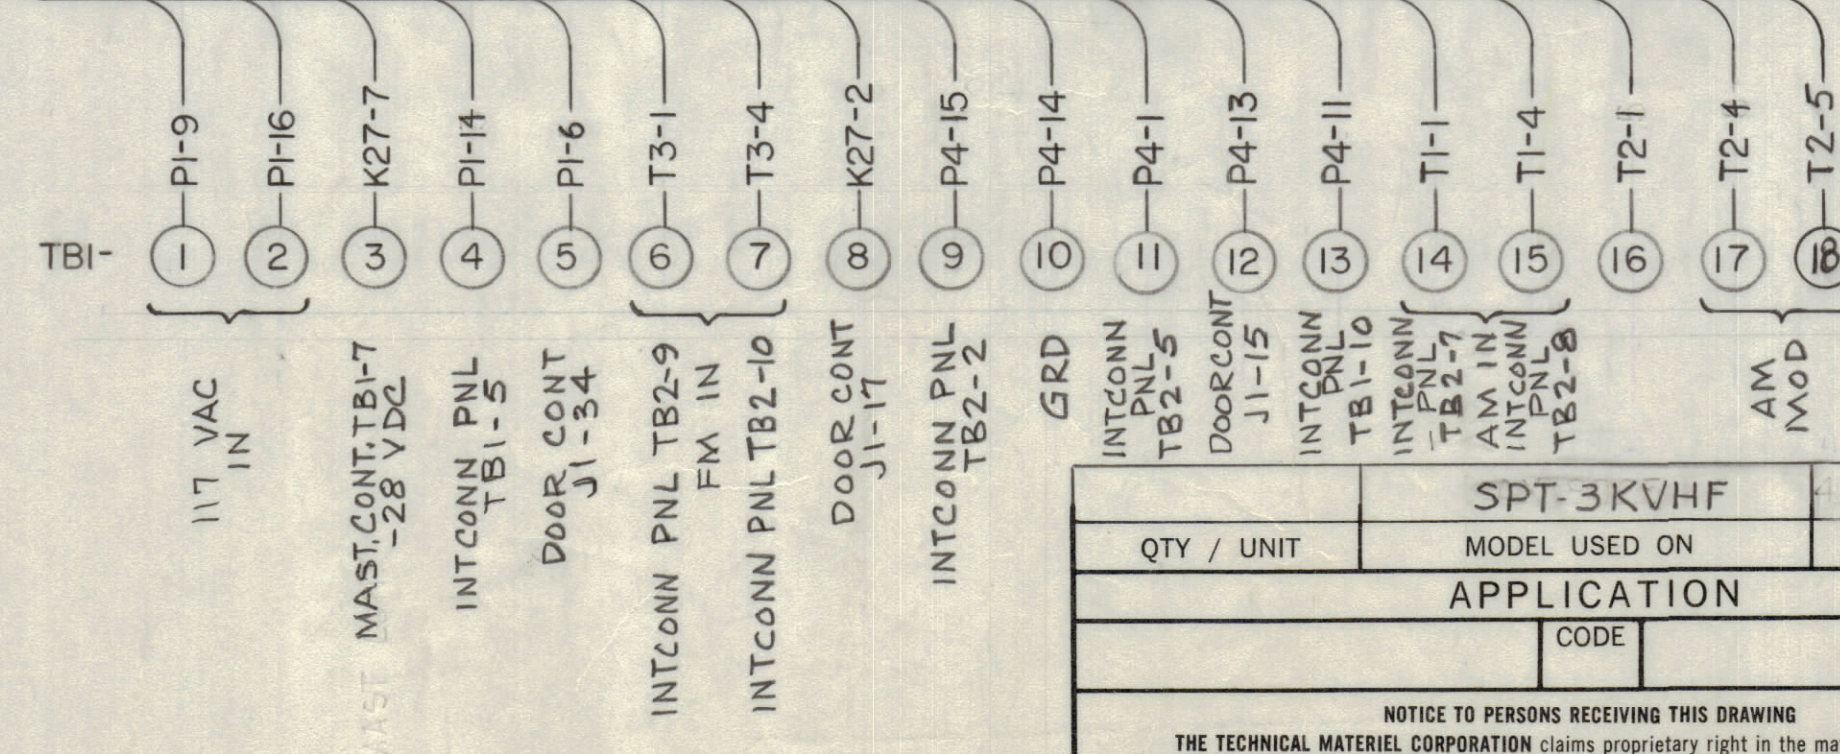 P1-9
P1-16
K27-7
P1-14
P1-6
T3-1
T3-4
K27-2
P4-15
P4-14
P4-1
P4-13
P4-11
T1-1
T1-4
T2-1
T2-4
T2-5
TB1- 1 2 3 4 5 6 7 8 9 10 11 12 13 14 15 16 17 18
117 VAC
IN
MAST.CONT.TB1-7
-28 VDC
INTCONN PNL
TB1-5
DOOR CONT
J1-34
INTCONN PNL TB2-9
FM IN
INTCONN PNL TB2-10
DOOR CONT
J1-17
INTCONN PNL
TB2-2
GRD
INTCONN
PNL
TB2-5
DOORCONT
J1-15
INTCONN
PNL
TB1-10
INTCONN
PNL
TB2-7
AM IN
INTCONN
PNL
TB2-8
AM
MOD
MAST
SPT-3KVHF
QTY / UNIT
MODEL USED ON
APPLICATION
CODE
NOTICE TO PERSONS RECEIVING THIS DRAWING
THE TECHNICAL MATERIEL CORPORATION claims proprietary right in the ma